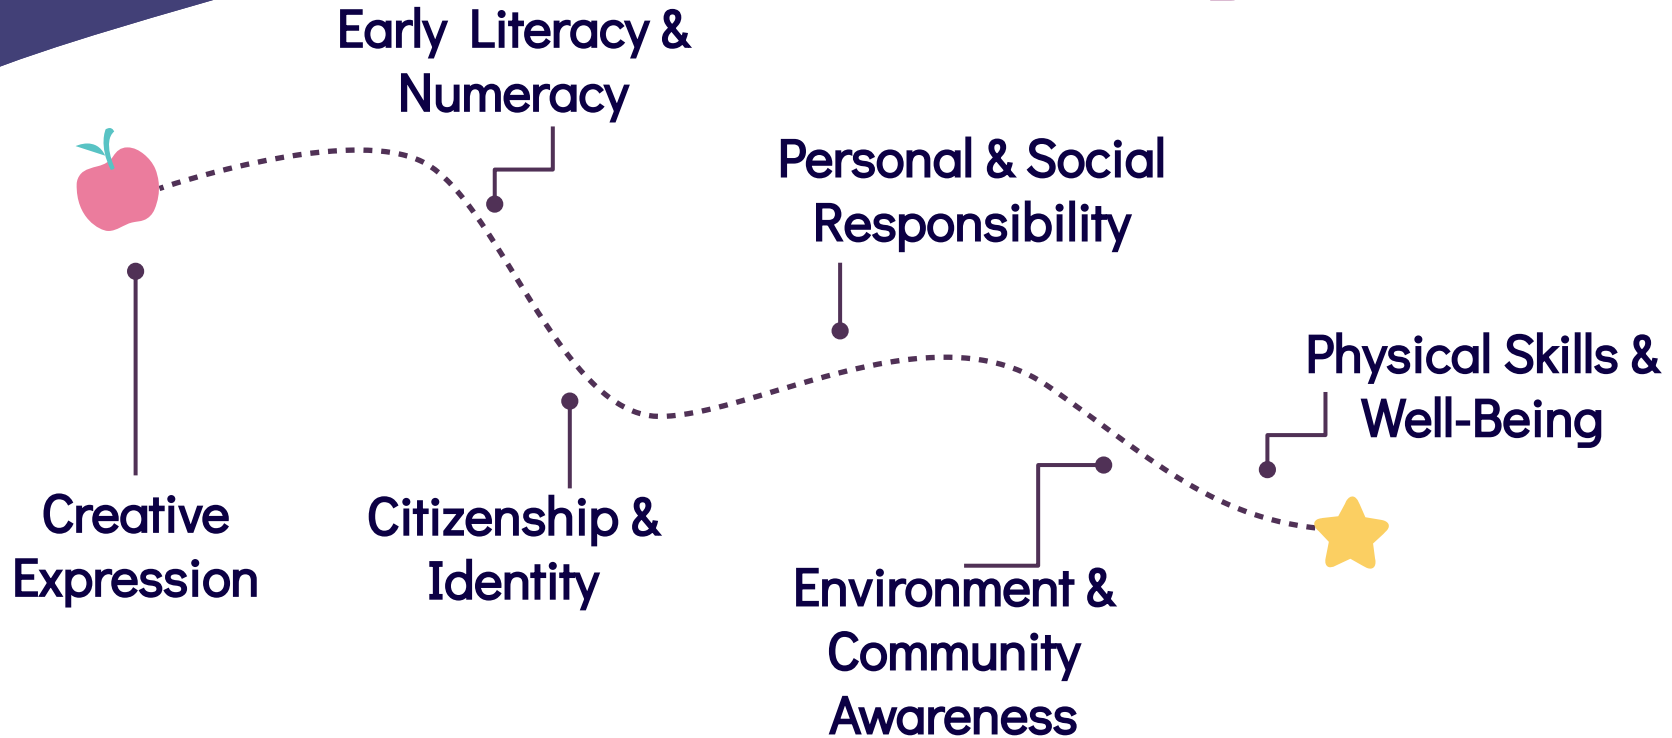 Early Literacy &
Numeracy
Personal & Social
Responsibility
Physical Skills &
Well-Being
Creative
Expression
Citizenship &
Identity
Environment &
Community
Awareness